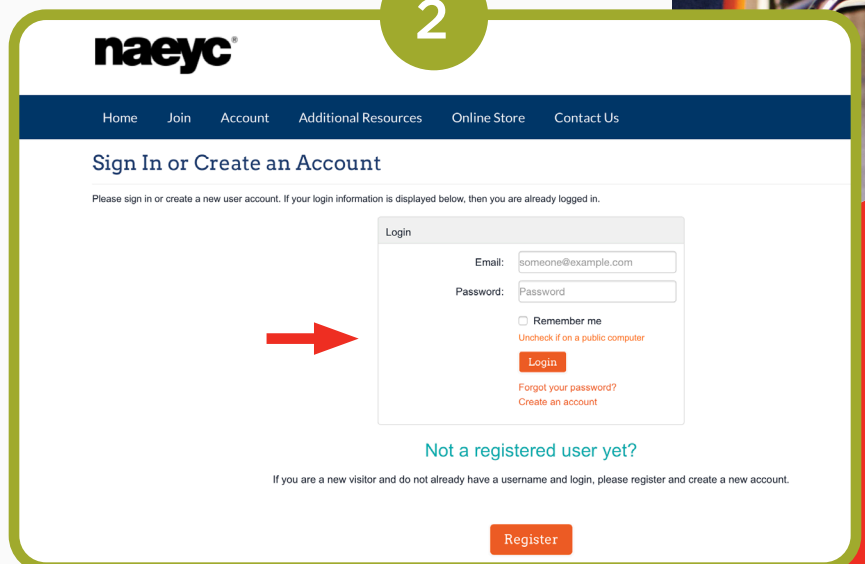 2
naeyc®
Home Join Account Additional Resources Online Store Contact Us
Sign In or Create an Account
Please sign in or create a new user account. If your login information is displayed below, then you are already logged in.
Login
Email: someone@example.com
Password: Password
Remember me
Uncheck if on a public computer
Login
Forgot your password?
Create an account
Not a registered user yet?
If you are a new visitor and do not already have a username and login, please register and create a new account.
Register